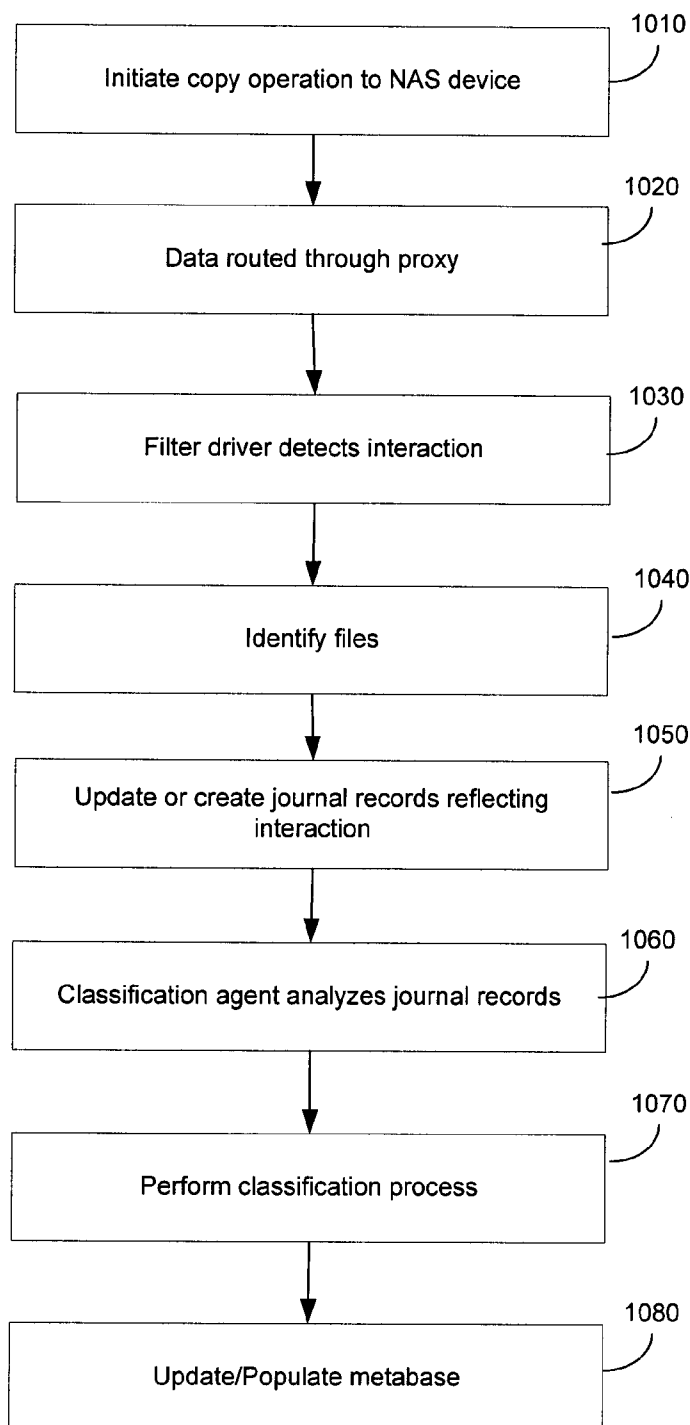 1010
Initiate copy operation to NAS device
1020
Data routed through proxy
1030
Filter driver detects interaction
1040
Identify files
1050
Update or create journal records reflecting
interaction
1060
Classification agent analyzes journal records
1070
Perform classification process
1080
Update/Populate metabase